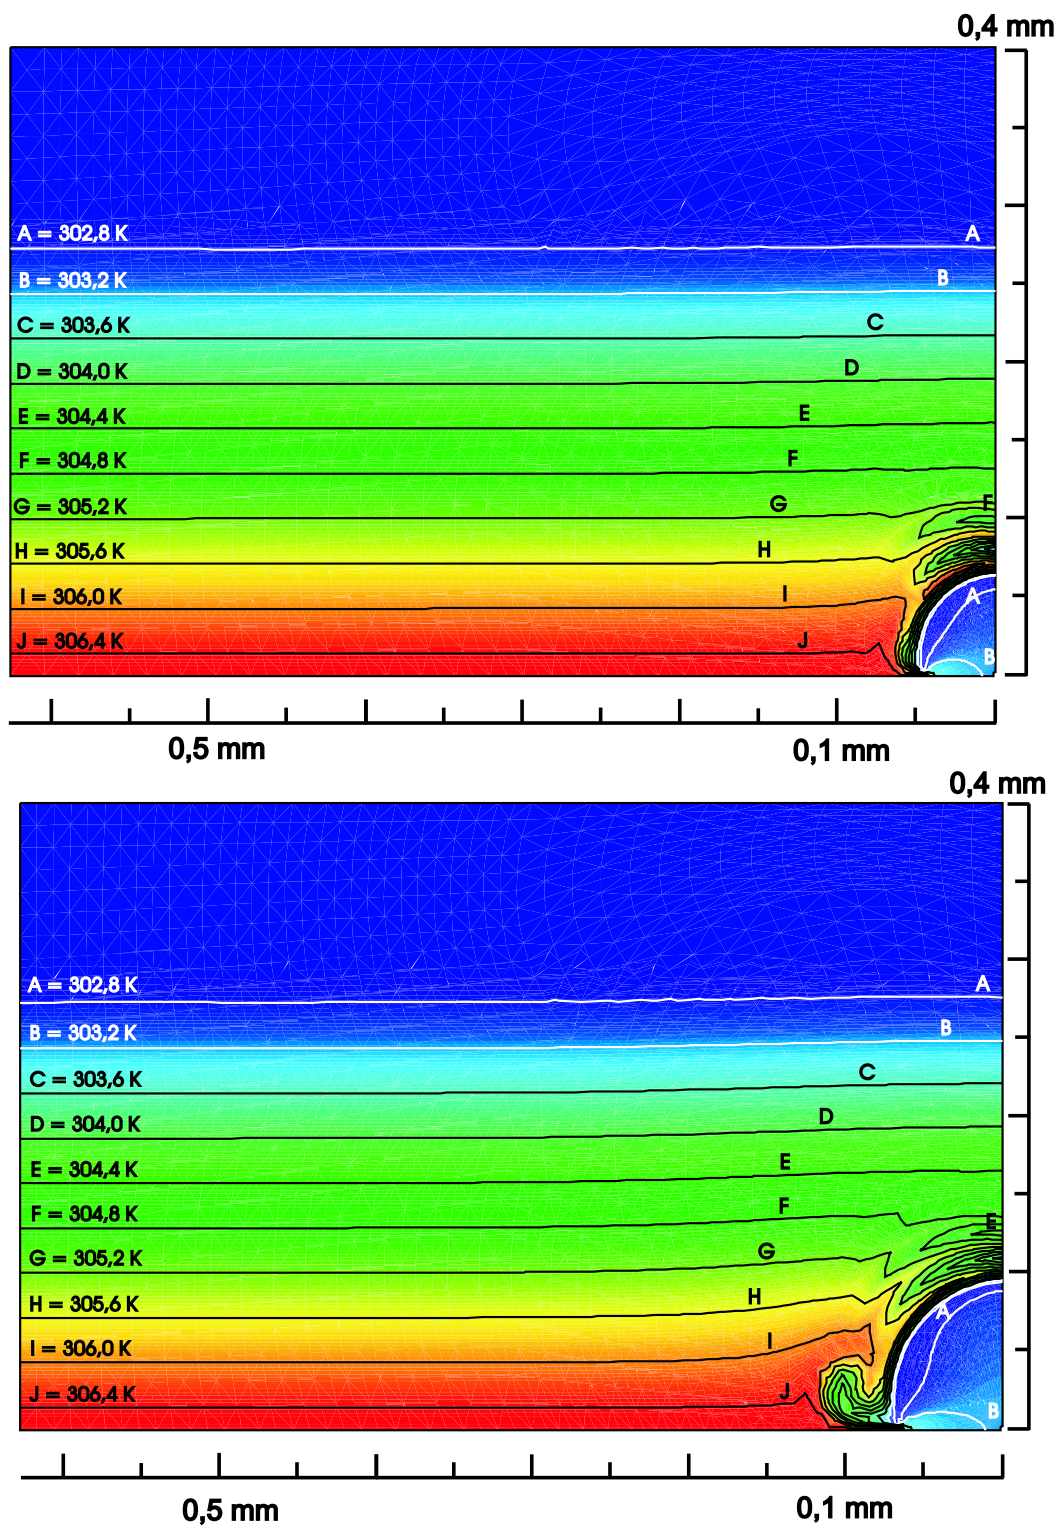 0,4 mm
A = 302,8 K
A
B = 303,2 K
B
C = 303,6 K
C
D = 304,0 K
D
E = 304,4 K
E
F = 304,8 K
F
G = 305,2 K
G
F
H = 305,6 K
H
I = 306,0 K
I
A
J = 306,4 K
J
B
0,5 mm
0,1 mm
0,4 mm
A = 302,8 K
A
B = 303,2 K
B
C = 303,6 K
C
D = 304,0 K
D
E = 304,4 K
E
F = 304,8 K
F
E
G = 305,2 K
G
H = 305,6 K
H
A
I = 306,0 K
I
J = 306,4 K
J
B
0,5 mm
0,1 mm